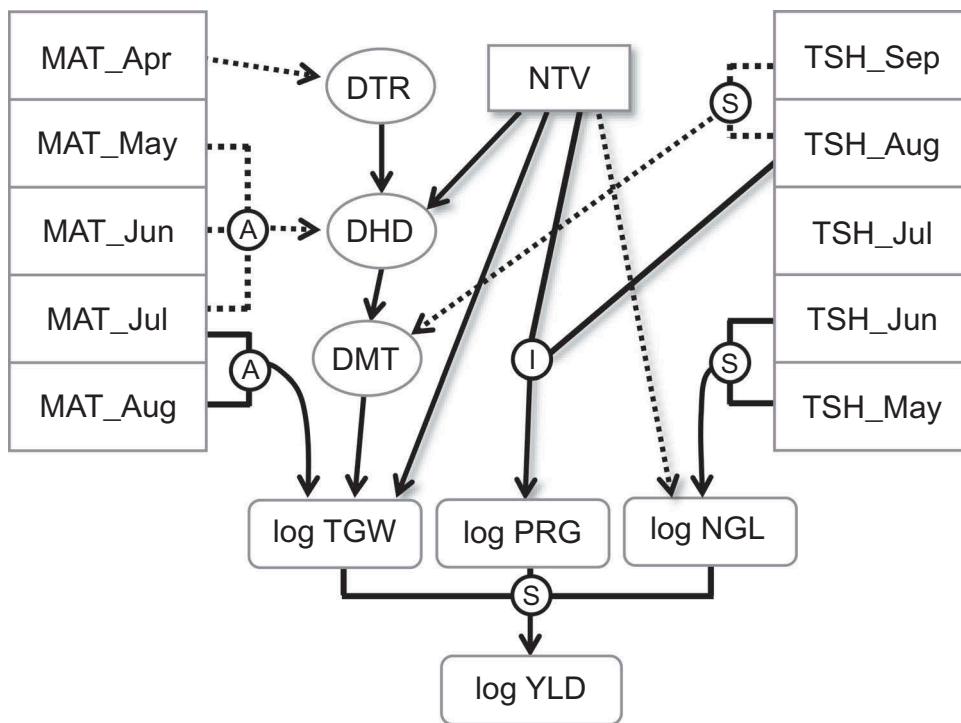 MAT_Apr
MAT_May
MAT_Jun
MAT_Jul
MAT_Aug
A
A
DTR
DHD
DMT
NTV
I
TSH_Sep
TSH_Aug
TSH_Jul
TSH_Jun
TSH_May
S
S
log TGW
log PRG
log NGL
S
log YLD